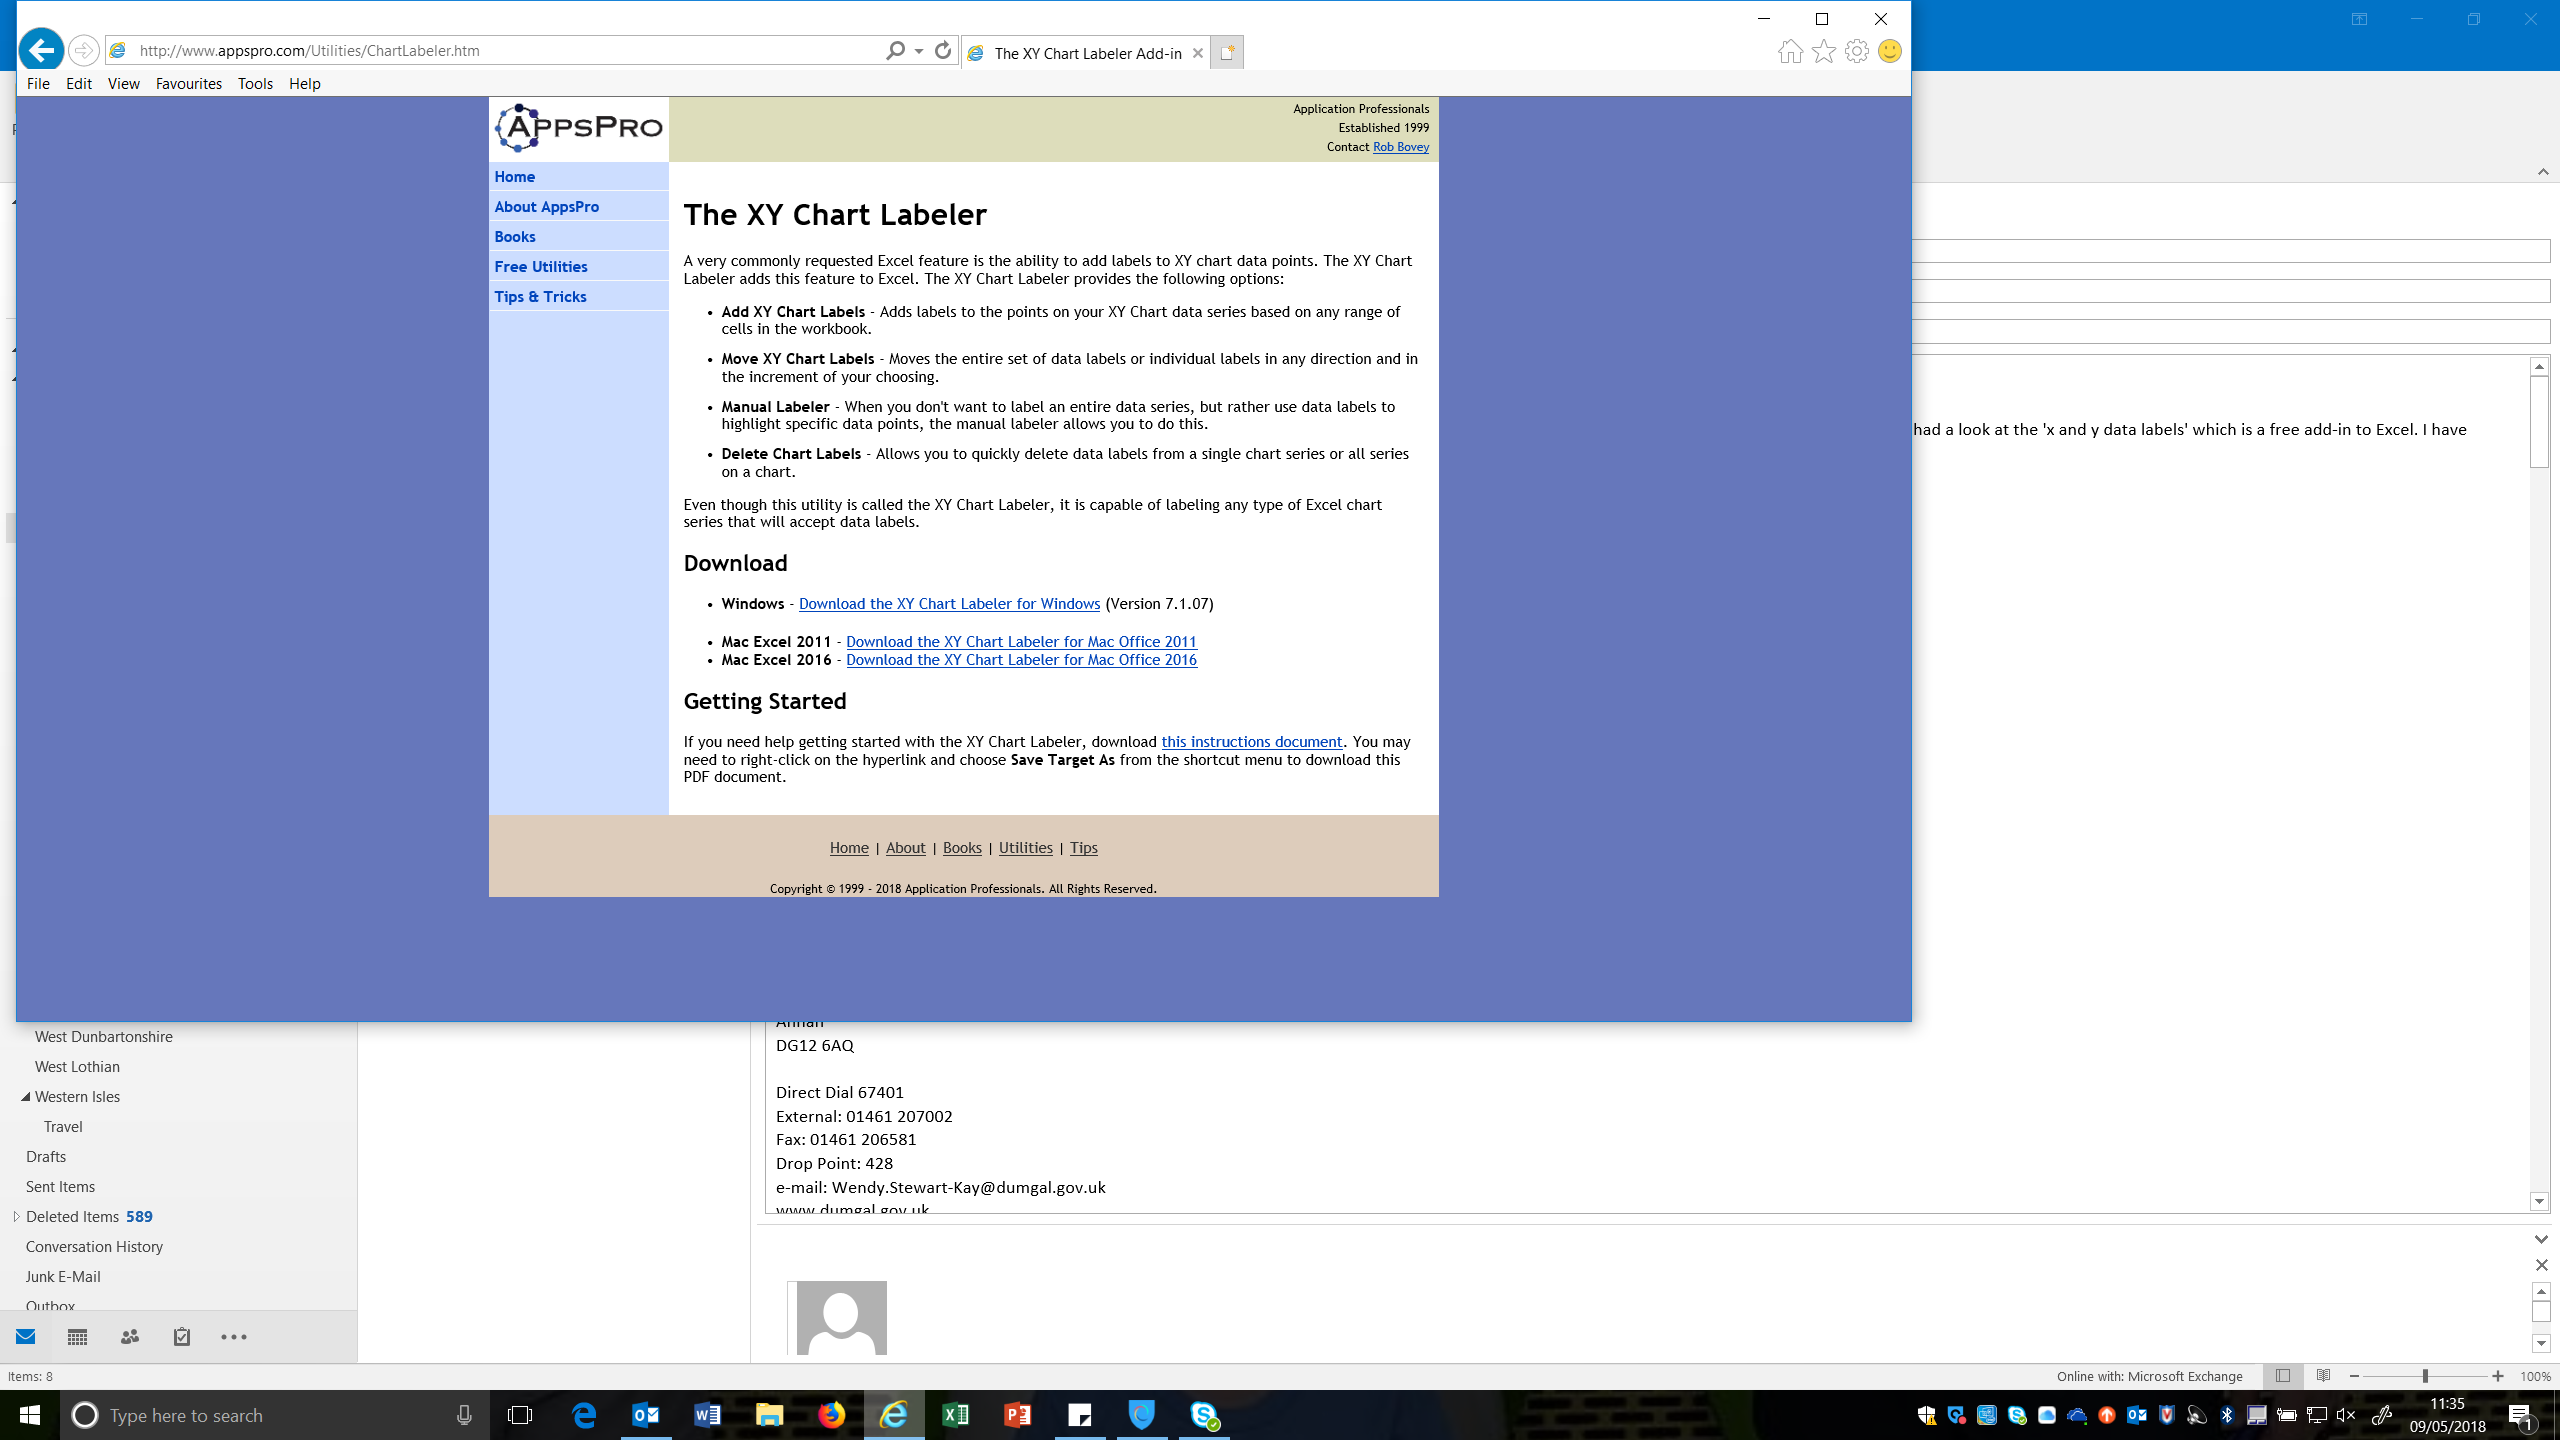 http://www.appspro.com/Utilities/ChartLabeler.htm
The XY Chart Labeler Add-in
File Edit View Favourites Tools Help
APPSPRO
Application Professionals
Established 1999
Contact Rob Bovey
Home
About AppsPro
Books
Free Utilities
Tips & Tricks
The XY Chart Labeler
A very commonly requested Excel feature is the ability to add labels to XY chart data points. The XY Chart
Labeler adds this feature to Excel. The XY Chart Labeler provides the following options:
• Add XY Chart Labels - Adds labels to the points on your XY Chart data series based on any range of
cells in the workbook.
• Move XY Chart Labels - Moves the entire set of data labels or individual labels in any direction and in
the increment of your choosing.
• Manual Labeler - When you don't want to label an entire data series, but rather use data labels to
highlight specific data points, the manual labeler allows you to do this.
• Delete Chart Labels - Allows you to quickly delete data labels from a single chart series or all series
on a chart.
Even though this utility is called the XY Chart Labeler, it is capable of labeling any type of Excel chart
series that will accept data labels.
Download
• Windows - Download the XY Chart Labeler for Windows (Version 7.1.07)
• Mac Excel 2011 - Download the XY Chart Labeler for Mac Office 2011
• Mac Excel 2016 - Download the XY Chart Labeler for Mac Office 2016
Getting Started
If you need help getting started with the XY Chart Labeler, download this instructions document. You may
need to right-click on the hyperlink and choose Save Target As from the shortcut menu to download this
PDF document.
Home | About | Books | Utilities | Tips
Copyright © 1999 - 2018 Application Professionals. All Rights Reserved.
had a look at the 'x and y data labels' which is a free add-in to Excel. I have
West Dunbartonshire
West Lothian
Western Isles
Travel
Drafts
Sent Items
Deleted Items 589
Conversation History
Junk E-Mail
Outbox
Annan
DG12 6AQ
Direct Dial 67401
External: 01461 207002
Fax: 01461 206581
Drop Point: 428
e-mail: Wendy.Stewart-Kay@dumgal.gov.uk
www.dumgal.gov.uk
Items: 8
Online with: Microsoft Exchange
100%
Type here to search
11:35
09/05/2018
1